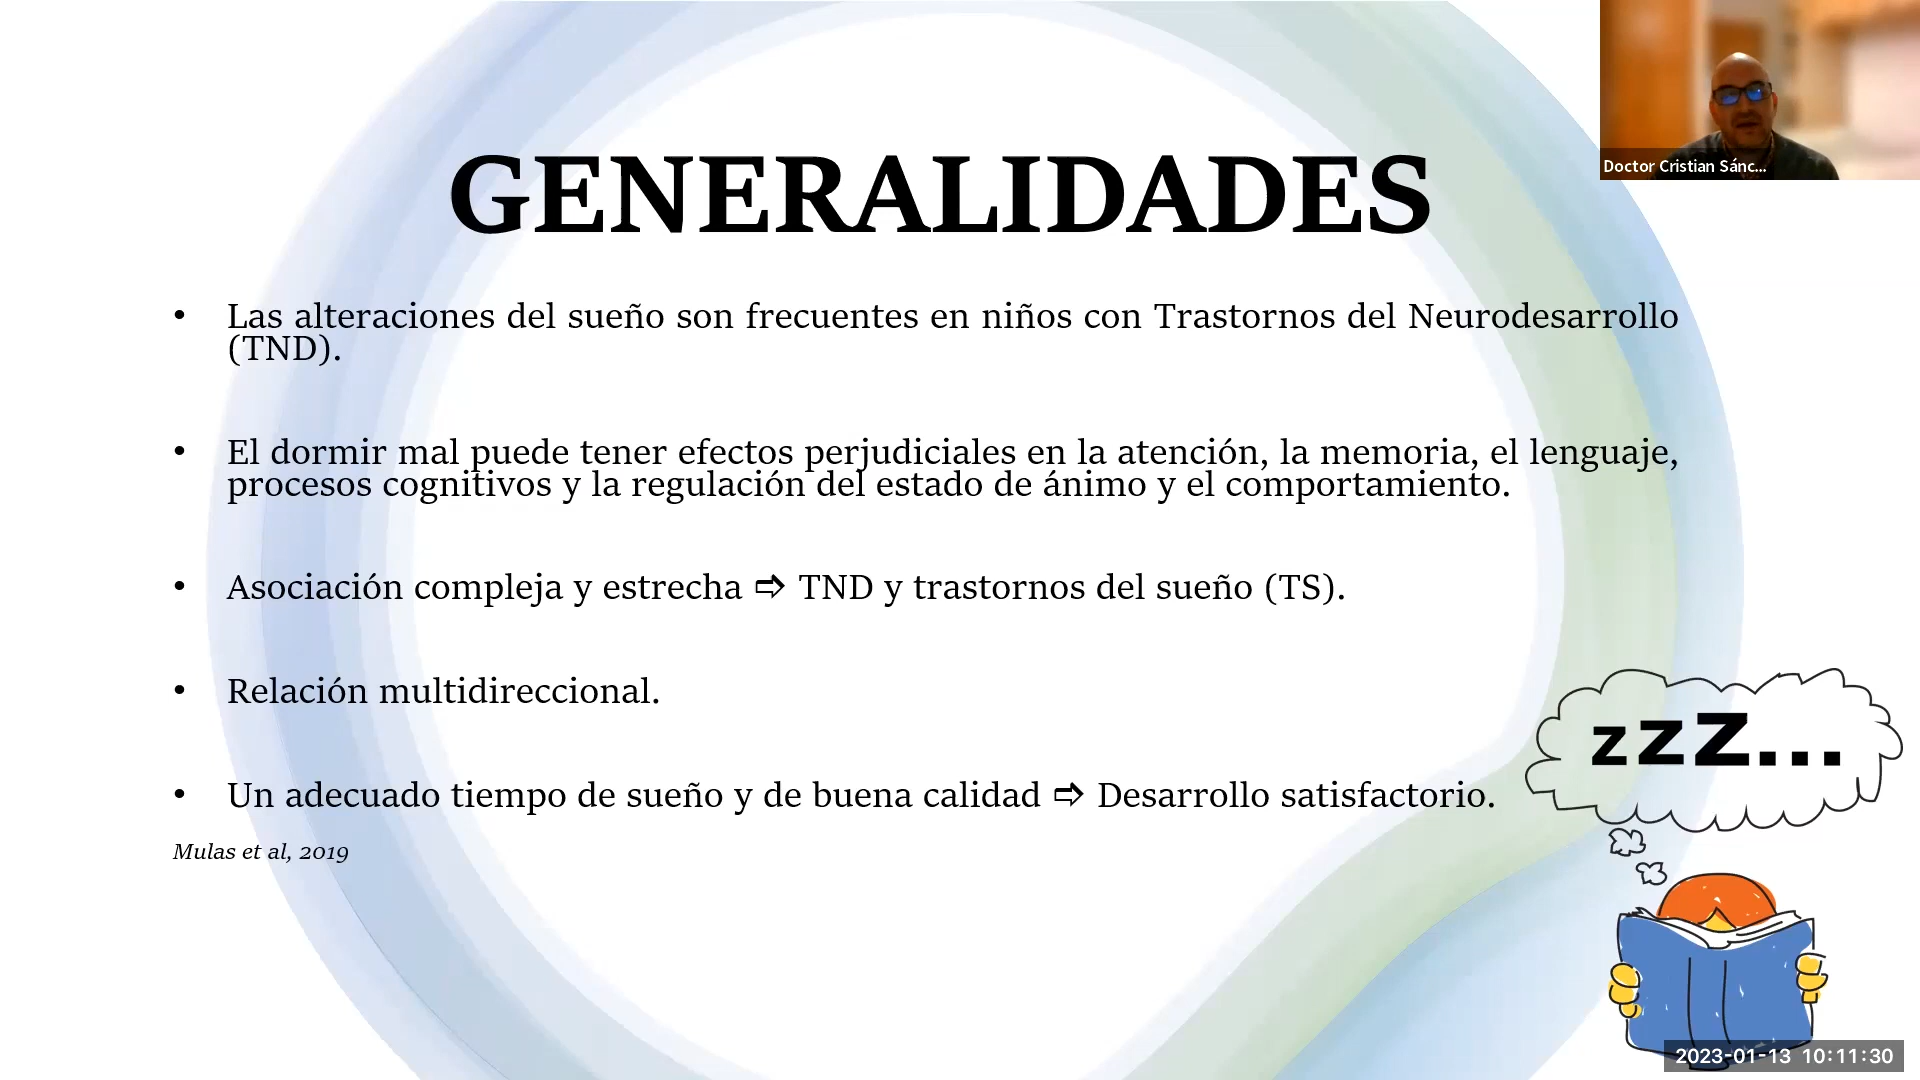 GENERALIDADES
Doctor Cristian Sánc...
• Las alteraciones del sueño son frecuentes en niños con Trastornos del Neurodesarrollo
(TND).
• El dormir mal puede tener efectos perjudiciales en la atención, la memoria, el lenguaje,
procesos cognitivos y la regulación del estado de ánimo y el comportamiento.
• Asociación compleja y estrecha ⇨ TND y trastornos del sueño (TS).
• Relación multidireccional.
• Un adecuado tiempo de sueño y de buena calidad ⇨ Desarrollo satisfactorio.
Mulas et al, 2019
zzZ...
2023-01-13 10:11:30